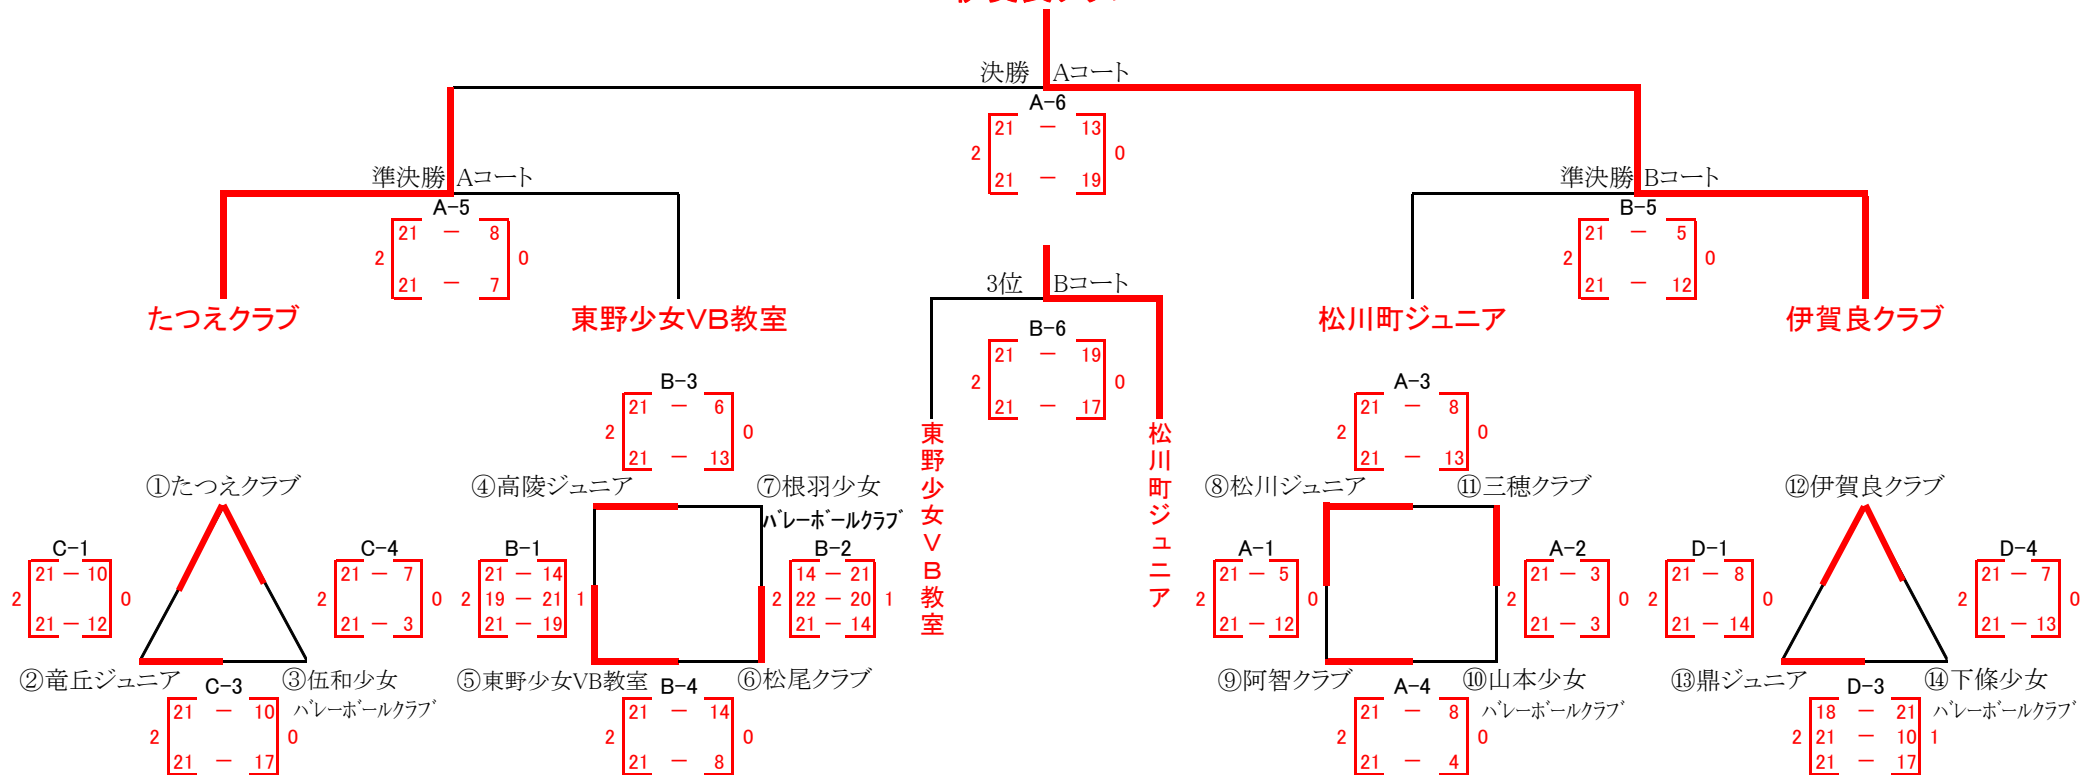 決勝 Aコート
A-6
21 － 13
2 0
21 － 19
準決勝 Aコート
A-5
21 － 8
2 0
21 － 7
準決勝 Bコート
B-5
21 － 5
2 0
21 － 12
たつえクラブ
東野少女VB教室
松川町ジュニア
伊賀良クラブ
3位 Bコート
B-6
21 － 19
2 0
21 － 17
東野少女VB教室
松川町ジュニア
B-3
21 － 6
2 0
21 － 13
A-3
21 － 8
2 0
21 － 13
①たつえクラブ
④高陵ジュニア
⑦根羽少女
バレーボールクラブ
⑧松川ジュニア
⑪三穂クラブ
⑫伊賀良クラブ
C-1
21 － 10
2 0
21 － 12
C-4
21 － 7
2 0
21 － 3
B-1
21 － 14
2 19 － 21 1
21 － 19
B-2
14 － 21
2 22 － 20 1
21 － 14
A-1
21 － 5
2 0
21 － 12
A-2
21 － 3
2 0
21 － 3
D-1
21 － 8
2 0
21 － 14
D-4
21 － 7
2 0
21 － 13
②竜丘ジュニア
③伍和少女
バレーボールクラブ
⑤東野少女VB教室
⑥松尾クラブ
⑨阿智クラブ
⑩山本少女
バレーボールクラブ
⑬鼎ジュニア
⑭下條少女
バレーボールクラブ
C-3
21 － 10
2 0
21 － 17
B-4
21 － 14
2 0
21 － 8
A-4
21 － 8
2 0
21 － 4
D-3
18 － 21
2 21 － 10 1
21 － 17